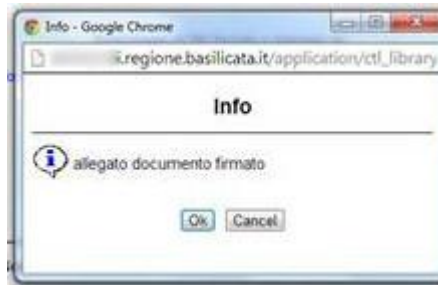 Info - Google Chrome
i.regione.basilicata.it/application/ctl_library
Info
allegato documento firmato
Ok Cancel